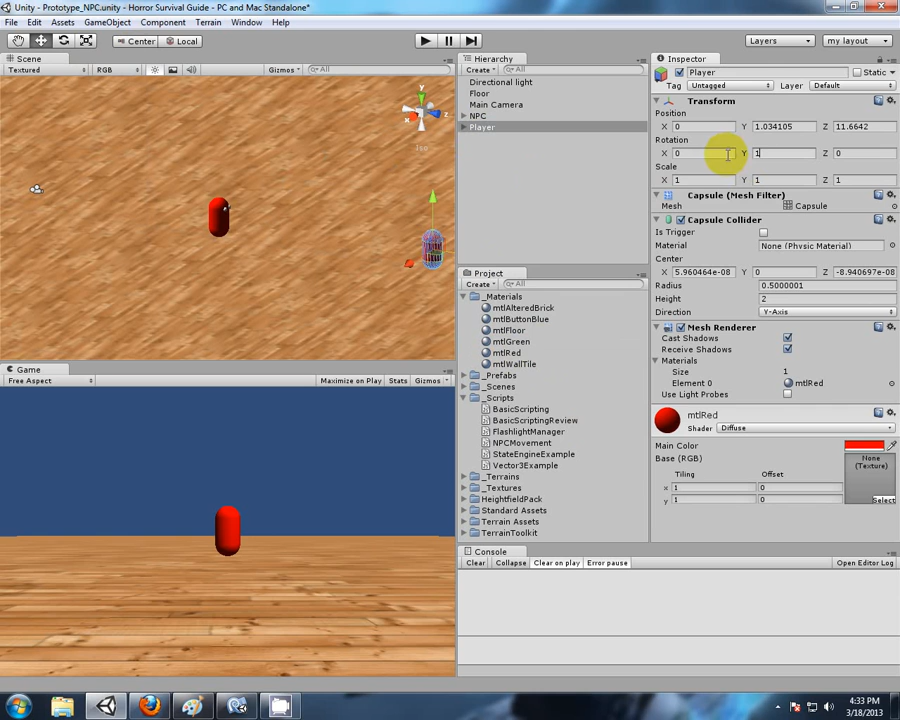 Unity - Prototype_NPC.unity - Horror Survival Guide - PC and Mac Standalone*
File Edit Assets GameObject Component Terrain Window Help
Center Local Layers my layout
Scene
Textured RGB Gizmos All
y
z
Iso
Game
Free Aspect Maximize on Play Stats Gizmos
Hierarchy
Create All
Directional light
Floor
Main Camera
NPC
Player
Project
Create All
_Materials
mtlAlteredBrick
mtlButtonBlue
mtlFloor
mtlGreen
mtlRed
mtlWallTile
_Prefabs
_Scenes
_Scripts
BasicScripting
BasicScriptingReview
FlashlightManager
NPCMovement
StateEngineExample
Vector3Example
_Terrains
_Textures
HeightfieldPack
Standard Assets
Terrain Assets
TerrainToolkit
Console
Clear Collapse Clear on play Error pause Open Editor Log
Inspector
Player Static
Tag Untagged Layer Default
Transform
Position
X 0 Y 1.034105 Z 11.6642
Rotation
X 0 Y 1 Z 0
Scale
X 1 Y 1 Z 1
Capsule (Mesh Filter)
Mesh Capsule
Capsule Collider
Is Trigger
Material None (Physic Material)
Center
X 5.960464e-08 Y 0 Z -8.940697e-08
Radius 0.5000001
Height 2
Direction Y-Axis
Mesh Renderer
Cast Shadows
Receive Shadows
Materials
Size 1
Element 0 mtlRed
Use Light Probes
mtlRed
Shader Diffuse
Main Color
Base (RGB) None (Texture)
Tiling Offset
x 1 0
y 1 0
Select
4:33 PM
3/18/2013